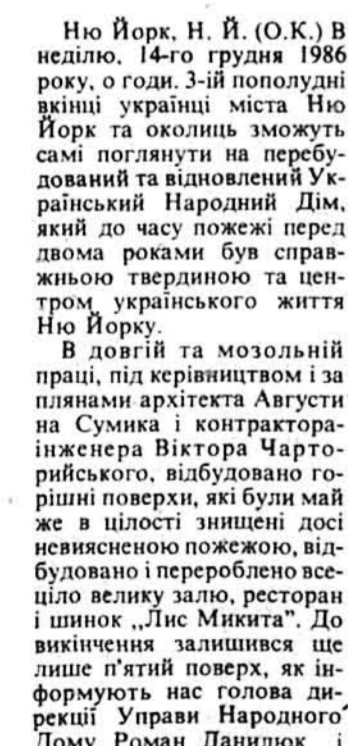 Ню Йорк, Н. Й. (О.К.) В
неділю, 14-го грудня 1986
року, о годи. 3-ій пополудні
вкінці українці міста Ню
Йорк та околиць зможуть
самі поглянути на перебу-
дований та відновлений Ук-
раїнський Народний Дім,
який до часу пожежі перед
двома роками був справ-
жньою твердиною та цен-
тром українського життя
Ню Йорку.
В довгій та мозольній
праці, під керівництвом і за
плянами архітекта Августи
на Сумика і контрактора-
інженера Віктора Чарто-
рийського, відбудовано го-
рішні поверхи, які були май
же в цілості знищені досі
невиясненою пожежою, від-
будовано і перероблено все-
ціло велику залю, ресторан
і шинок „Лис Микита". До
викінчення залишився ще
лише п'ятий поверх, як ін-
формують нас голова ди-
рекції Управи Народного
Дому Роман Данилюк і